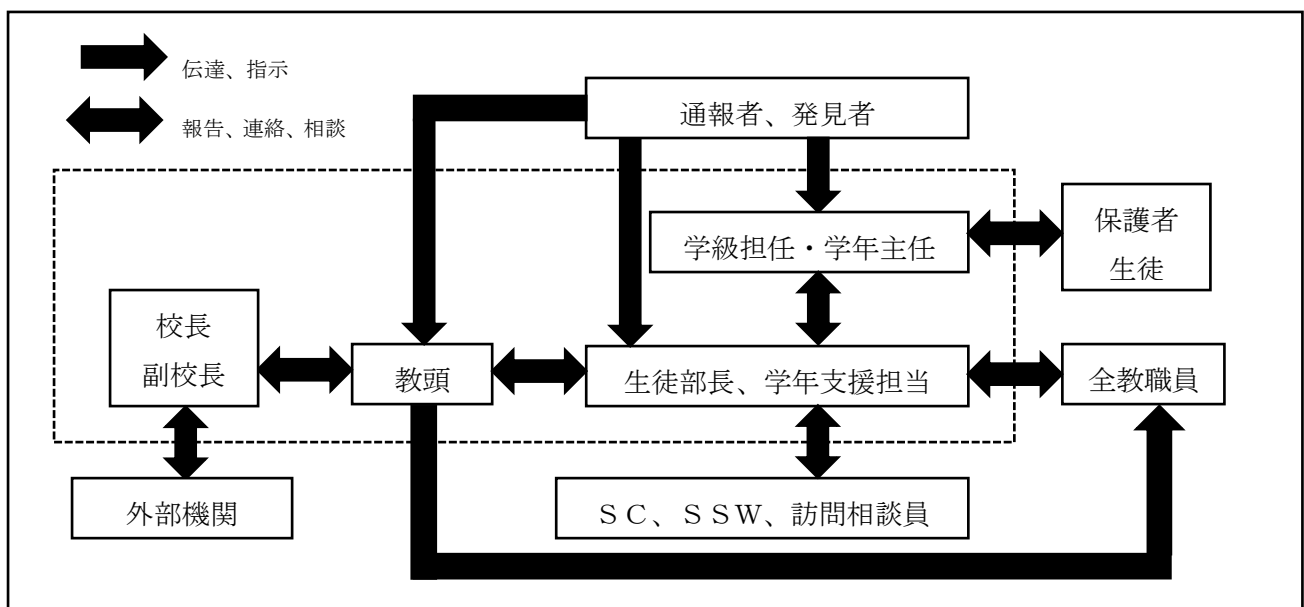 伝達、指示
報告、連絡、相談
通報者、発見者
学級担任・学年主任
保護者
生徒
校長
副校長
教頭
生徒部長、学年支援担当
全教職員
外部機関
ＳＣ、ＳＳＷ、訪問相談員